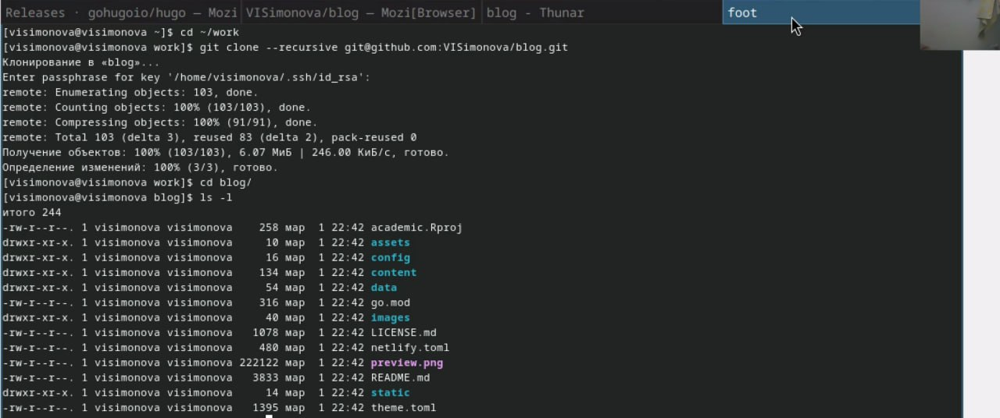 Releases · gohugoio/hugo — Mozi
VISimonova/blog — Mozi[Browser]
blog - Thunar
foot
[visimonova@visimonova ~]$ cd ~/work
[visimonova@visimonova work]$ git clone --recursive git@github.com:VISimonova/blog.git
Клонирование в «blog»...
Enter passphrase for key '/home/visimonova/.ssh/id_rsa':
remote: Enumerating objects: 103, done.
remote: Counting objects: 100% (103/103), done.
remote: Compressing objects: 100% (91/91), done.
remote: Total 103 (delta 3), reused 83 (delta 2), pack-reused 0
Получение объектов: 100% (103/103), 6.07 МиБ | 246.00 КиБ/с, готово.
Определение изменений: 100% (3/3), готово.
[visimonova@visimonova work]$ cd blog/
[visimonova@visimonova blog]$ ls -l
итого 244
-rw-r--r--. 1 visimonova visimonova    258 мар  1 22:42 academic.Rproj
drwxr-xr-x. 1 visimonova visimonova     10 мар  1 22:42 assets
drwxr-xr-x. 1 visimonova visimonova     16 мар  1 22:42 config
drwxr-xr-x. 1 visimonova visimonova    134 мар  1 22:42 content
drwxr-xr-x. 1 visimonova visimonova     54 мар  1 22:42 data
-rw-r--r--. 1 visimonova visimonova    316 мар  1 22:42 go.mod
drwxr-xr-x. 1 visimonova visimonova     40 мар  1 22:42 images
-rw-r--r--. 1 visimonova visimonova   1078 мар  1 22:42 LICENSE.md
-rw-r--r--. 1 visimonova visimonova    480 мар  1 22:42 netlify.toml
-rw-r--r--. 1 visimonova visimonova 222122 мар  1 22:42 preview.png
-rw-r--r--. 1 visimonova visimonova   3833 мар  1 22:42 README.md
drwxr-xr-x. 1 visimonova visimonova     14 мар  1 22:42 static
-rw-r--r--. 1 visimonova visimonova   1395 мар  1 22:42 theme.toml